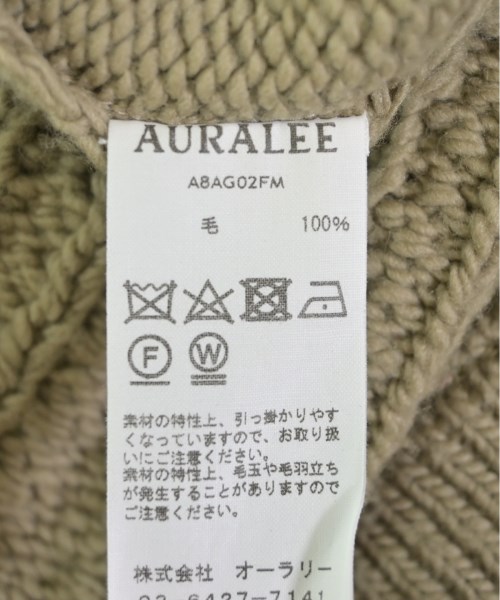 AURALEE
A8AG02FM
毛 100%
F W
素材の特性上、引っ掛かりやす
くなっていますので、お取り扱
いにご注意ください。
素材の特性上、毛玉や毛羽立ち
が発生することがありますので
ご注意ください。
株式会社 オーラリー
03 6427-7141